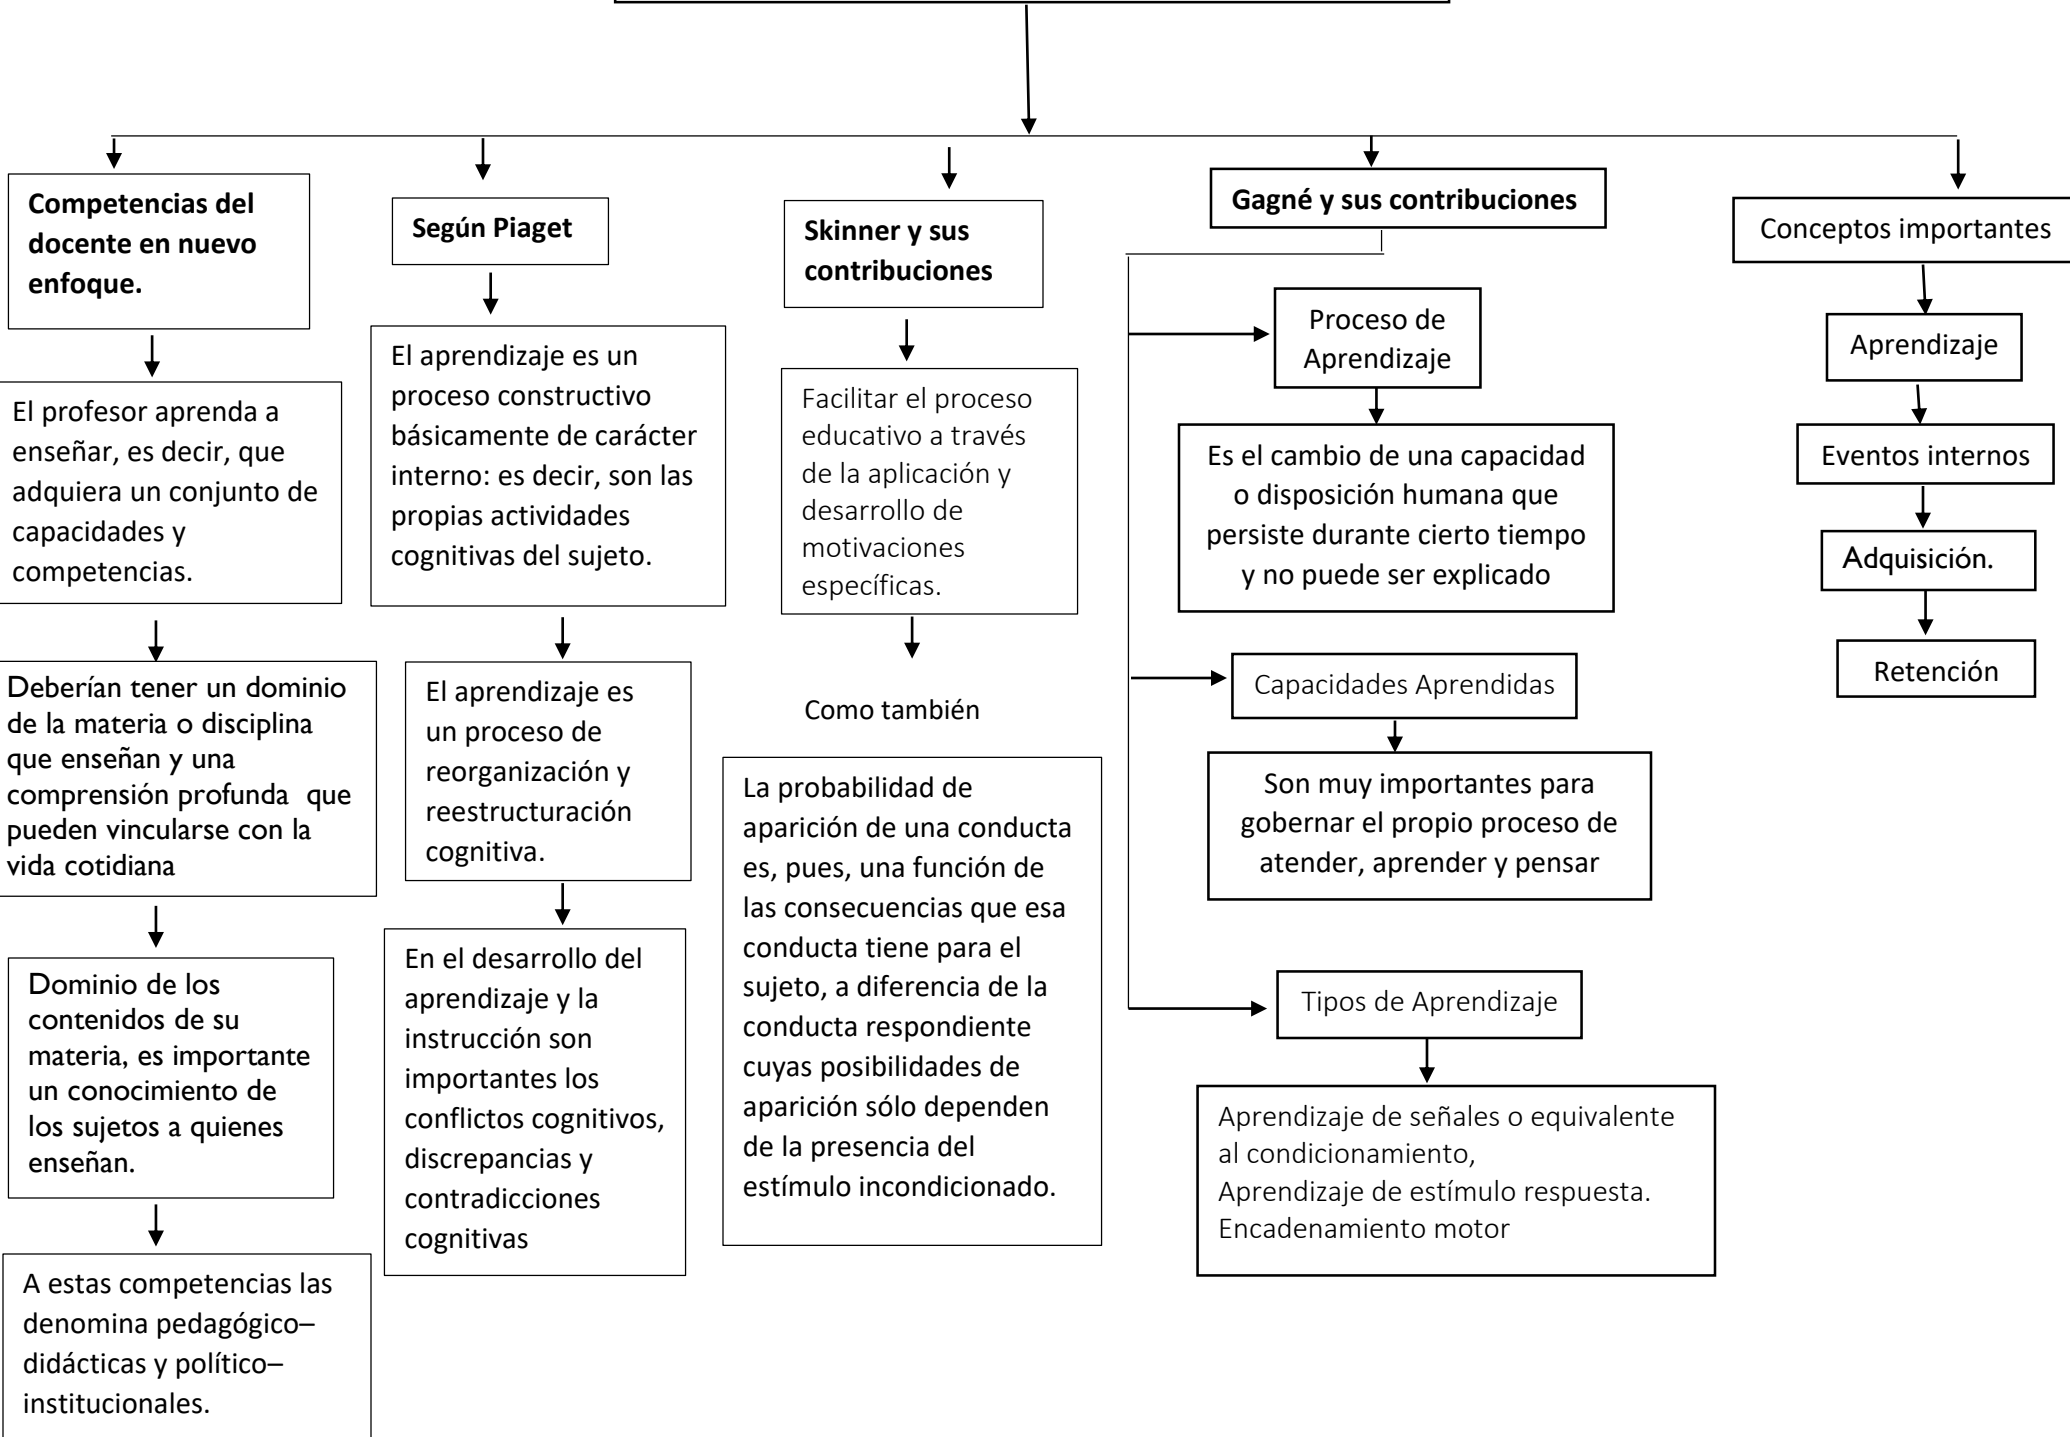 Competencias del
docente en nuevo
enfoque.
El profesor aprenda a
enseñar, es decir, que
adquiera un conjunto de
capacidades y
competencias.
Deberían tener un dominio
de la materia o disciplina
que enseñan y una
comprensión profunda  que
pueden vincularse con la
vida cotidiana
Dominio de los
contenidos de su
materia, es importante
un conocimiento de
los sujetos a quienes
enseñan.
A estas competencias las
denomina pedagógico–
didácticas y político–
institucionales.
Según Piaget
El aprendizaje es un
proceso constructivo
básicamente de carácter
interno: es decir, son las
propias actividades
cognitivas del sujeto.
El aprendizaje es
un proceso de
reorganización y
reestructuración
cognitiva.
En el desarrollo del
aprendizaje y la
instrucción son
importantes los
conflictos cognitivos,
discrepancias y
contradicciones
cognitivas
Skinner y sus
contribuciones
Facilitar el proceso
educativo a través
de la aplicación y
desarrollo de
motivaciones
específicas.
Como también
La probabilidad de
aparición de una conducta
es, pues, una función de
las consecuencias que esa
conducta tiene para el
sujeto, a diferencia de la
conducta respondiente
cuyas posibilidades de
aparición sólo dependen
de la presencia del
estímulo incondicionado.
Gagné y sus contribuciones
Proceso de
Aprendizaje
Es el cambio de una capacidad
o disposición humana que
persiste durante cierto tiempo
y no puede ser explicado
Capacidades Aprendidas
Son muy importantes para
gobernar el propio proceso de
atender, aprender y pensar
Tipos de Aprendizaje
Aprendizaje de señales o equivalente
al condicionamiento,
Aprendizaje de estímulo respuesta.
Encadenamiento motor
Conceptos importantes
Aprendizaje
Eventos internos
Adquisición.
Retención